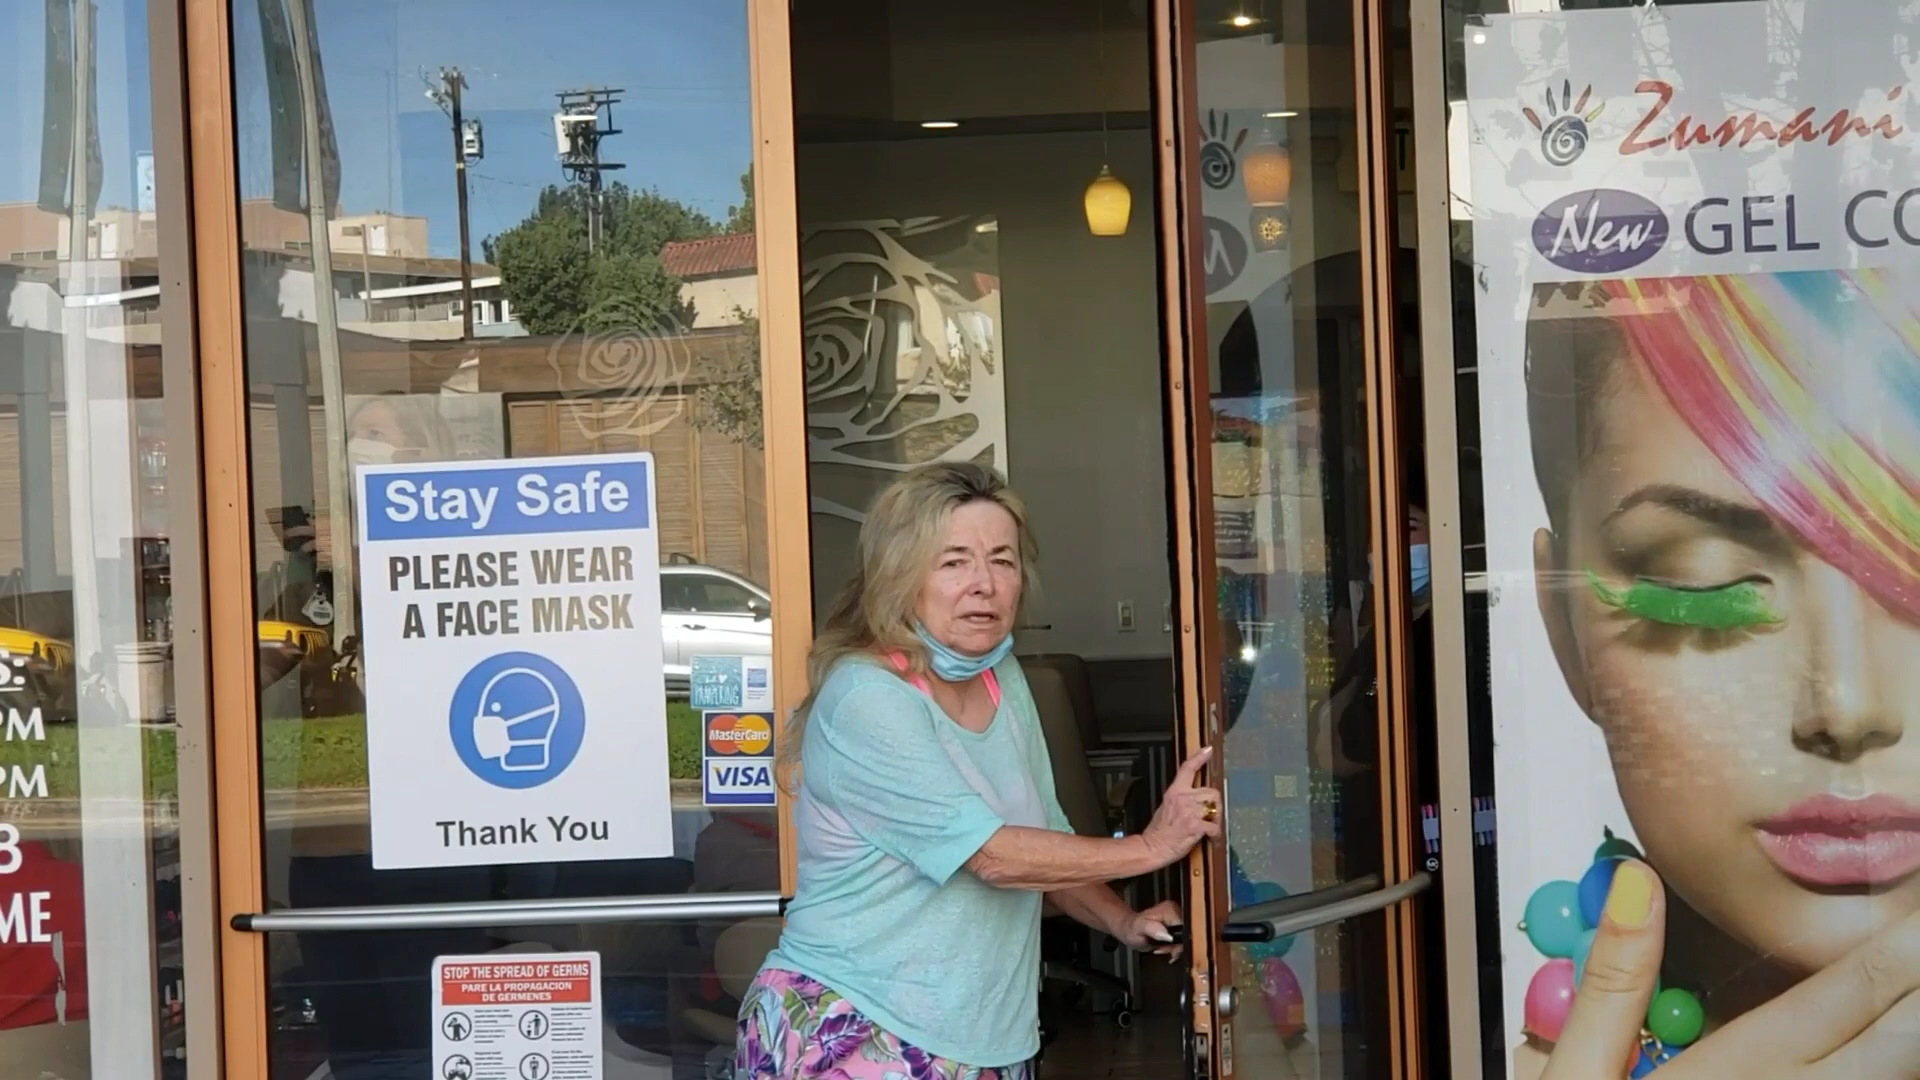 S:
PM
PM
3
ME
Stay Safe
PLEASE WEAR
A FACE MASK
Thank You
MasterCard
VISA
STOP THE SPREAD OF GERMS
PARE LA PROPAGACION
DE GERMENES
Zumani
New GEL CO